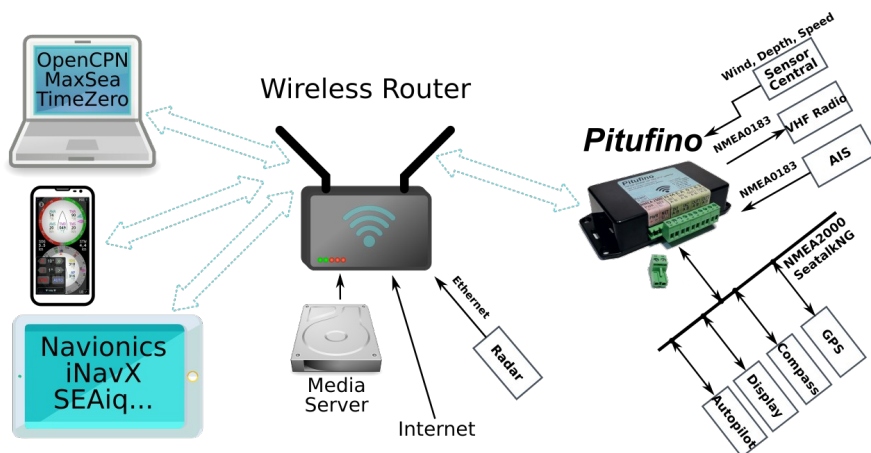 OpenCPN
MaxSea
TimeZero
Wireless Router
Pitufino
Wind, Depth, Speed
Sensor
Central
NMEA0183
VHF Radio
NMEA0183
AIS
Pitufino
NMEA2000
SeatalkNG
Ethernet
Radar
Navionics
iNavX
SEAiq...
Media
Server
Internet
GPS
Compass
Display
Autopilot